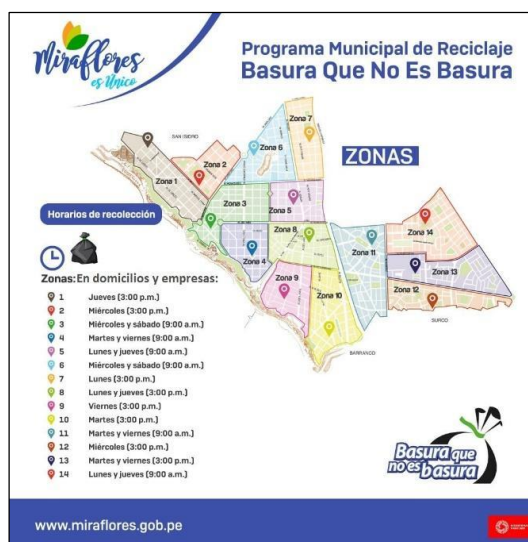 Miraflores
es Único
Programa Municipal de Reciclaje
Basura Que No Es Basura
ZONAS
SAN ISIDRO
Zona 1
Zona 2
Zona 3
Zona 4
Zona 5
Zona 6
Zona 7
Zona 8
Zona 9
Zona 10
Zona 11
Zona 12
Zona 13
Zona 14
SURCO
BARRANCO
Horarios de recolección
Zonas: En domicilios y empresas:
1 Jueves (3:00 p.m.)
2 Miércoles (3:00 p.m.)
3 Miércoles y sábado (9:00 a.m.)
4 Martes y viernes (9:00 a.m.)
5 Lunes y jueves (9:00 a.m.)
6 Miércoles y sábado (9:00 a.m.)
7 Lunes (3:00 p.m.)
8 Lunes y jueves (3:00 p.m.)
9 Viernes (3:00 p.m.)
10 Martes (3:00 p.m.)
11 Martes y viernes (9:00 a.m.)
12 Miércoles (3:00 p.m.)
13 Martes y viernes (3:00 p.m.)
14 Lunes y jueves (9:00 a.m.)
Basura que
no es basura
www.miraflores.gob.pe